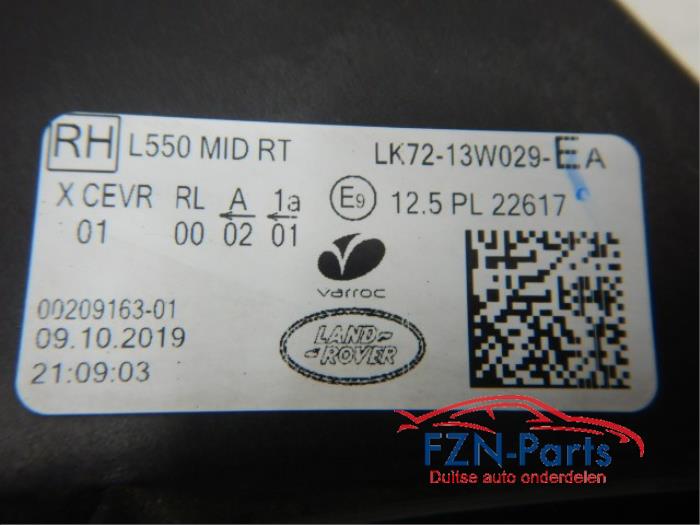 RH L550 MID RT LK72-13W029-EA
X CEVR RL A 1a E9 12.5 PL 22617
01 00 02 01
varroc
00209163-01
LAND-
-ROVER
09.10.2019
21:09:03
FZN-Parts
Duitse auto onderdelen